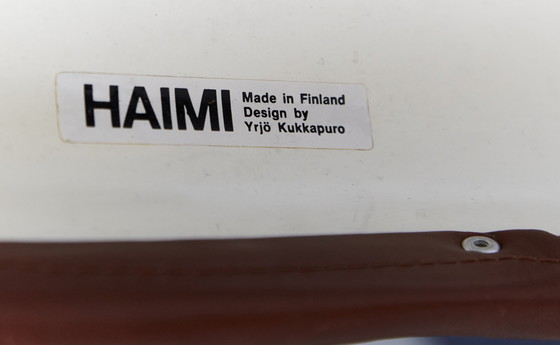 HAIMI
Made in Finland
Design by
Yrjö Kukkapuro